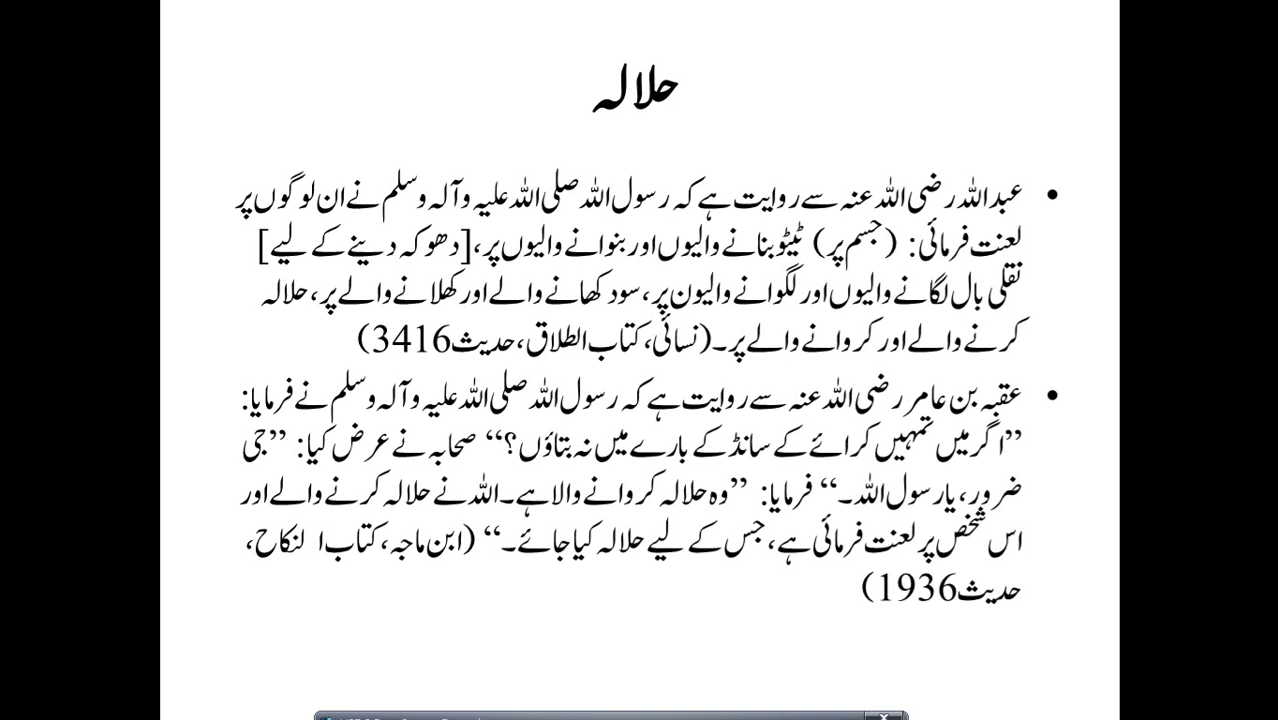 حلالہ
• عبداللہ رضی اللہ عنہ سے روایت ہے کہ رسول اللہ صلی اللہ علیہ وآلہ وسلم نے ان لوگوں پر
لعنت فرمائی: (جسم پر) ٹیٹو بنانے والیوں اور بنوانے والیوں پر، [دھوکہ دینے کے لیے]
نقلی بال لگانے والیوں اور لگوانے والیون پر، سود کھانے والے اور کھلانے والے پر، حلالہ
کرنے والے اور کروانے والے پر۔ (نسائی، کتاب الطلاق، حدیث 3416)
• عقبہ بن عامر رضی اللہ عنہ سے روایت ہے کہ رسول اللہ صلی اللہ علیہ وآلہ وسلم نے فرمایا:
”اگر میں تمہیں کرائے کے سانڈ کے بارے میں نہ بتاؤں؟“ صحابہ نے عرض کیا: ”جی
ضرور، یارسول اللہ۔“ فرمایا: ”وہ حلالہ کروانے والا ہے۔ اللہ نے حلالہ کرنے والے اور
اس شخص پر لعنت فرمائی ہے، جس کے لیے حلالہ کیا جائے۔“ (ابن ماجہ، کتاب ا لنکاح،
حدیث 1936)